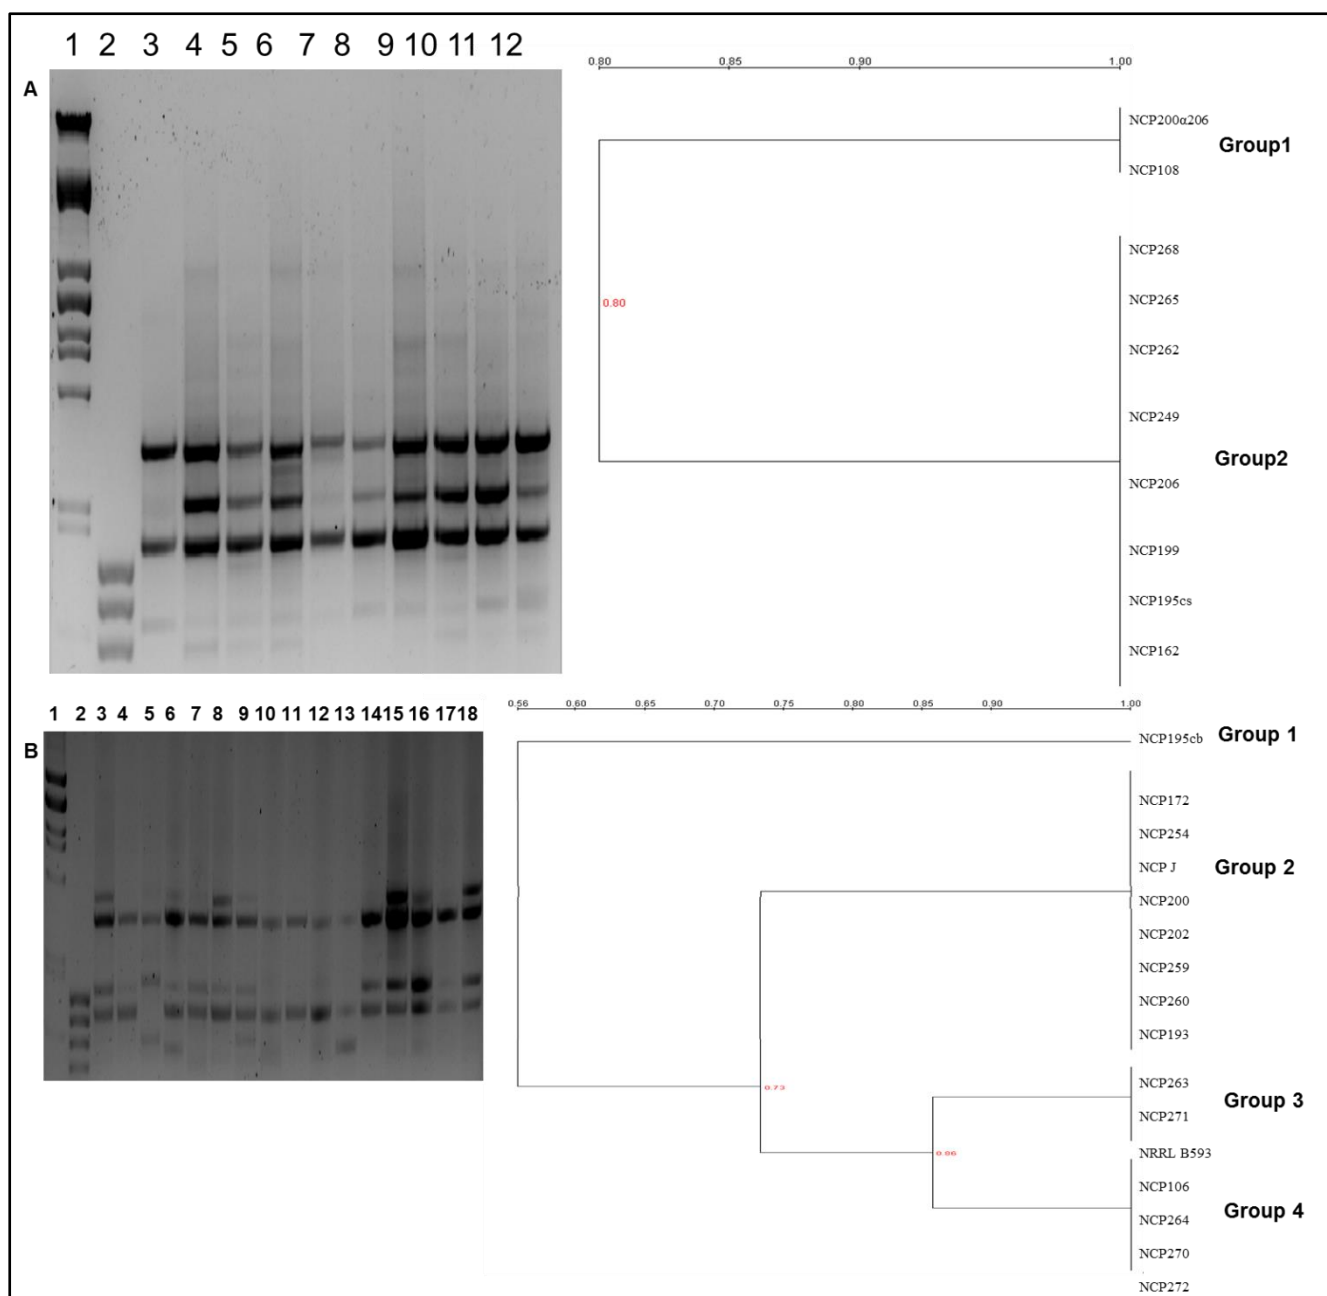 1 2 3 4 5 6 7 8 9 10 11 12
A
0.80 0.85 0.90 1.00
NCP200α206
Group1
NCP108
NCP268
NCP265
0.80
NCP262
NCP249
Group2
NCP206
NCP199
NCP195cs
NCP162
1 2 3 4 5 6 7 8 9 10 11 12 13 14 15 16 17 18
B
0.56 0.60 0.65 0.70 0.75 0.80 0.85 0.90 1.00
NCP195cb
Group 1
NCP172
NCP254
NCP J
Group 2
NCP200
NCP202
NCP259
NCP260
NCP193
NCP263
0.73
Group 3
NCP271
NRRL B593
0.86
NCP106
Group 4
NCP264
NCP270
NCP272